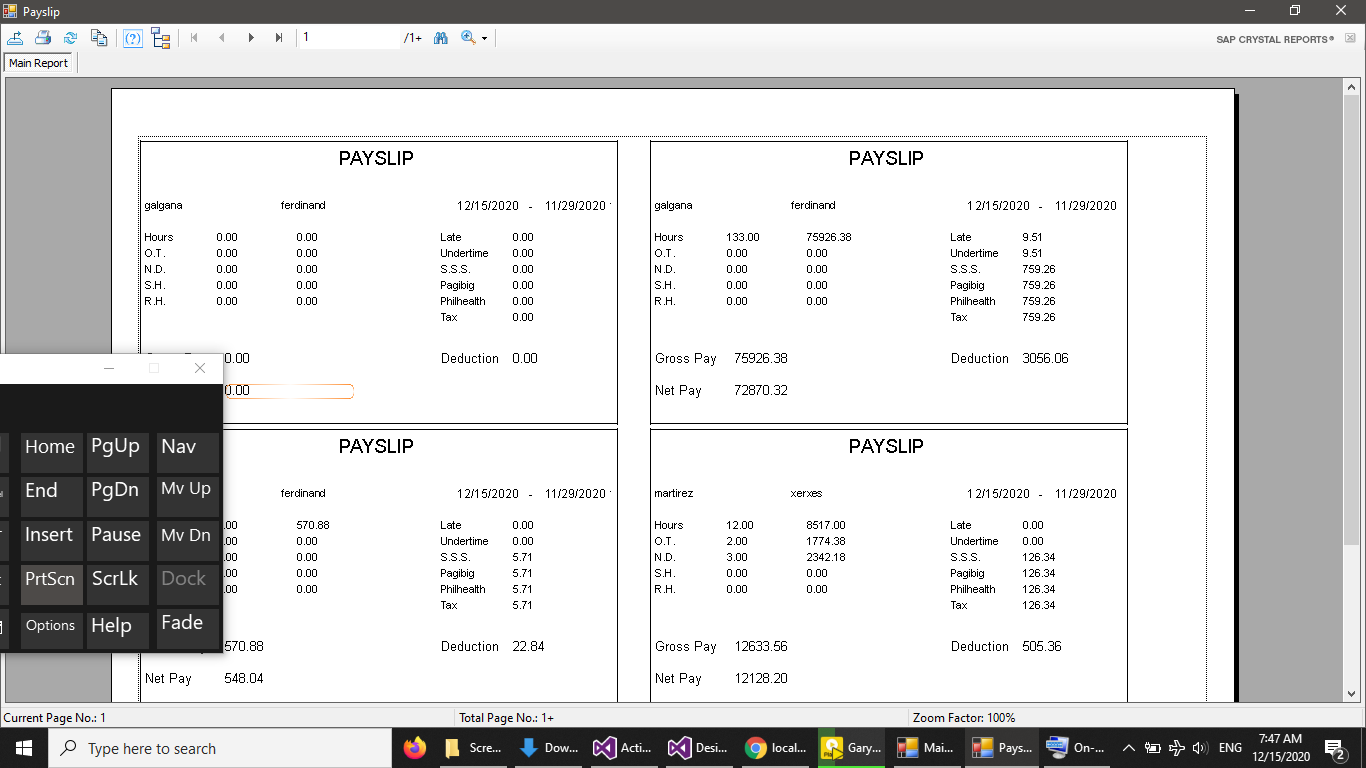 Payslip
1 /1+ SAP CRYSTAL REPORTS®
Main Report
PAYSLIP
galgana ferdinand 12/15/2020 - 11/29/2020
Hours 0.00 0.00 Late 0.00
O.T. 0.00 0.00 Undertime 0.00
N.D. 0.00 0.00 S.S.S. 0.00
S.H. 0.00 0.00 Pagibig 0.00
R.H. 0.00 0.00 Philhealth 0.00
Tax 0.00
0.00 Deduction 0.00
0.00
PAYSLIP
galgana ferdinand 12/15/2020 - 11/29/2020
Hours 133.00 75926.38 Late 9.51
O.T. 0.00 0.00 Undertime 9.51
N.D. 0.00 0.00 S.S.S. 759.26
S.H. 0.00 0.00 Pagibig 759.26
R.H. 0.00 0.00 Philhealth 759.26
Tax 759.26
Gross Pay 75926.38 Deduction 3056.06
Net Pay 72870.32
PAYSLIP
ferdinand 12/15/2020 - 11/29/2020
.00 570.88 Late 0.00
.00 0.00 Undertime 0.00
.00 0.00 S.S.S. 5.71
.00 0.00 Pagibig 5.71
.00 0.00 Philhealth 5.71
Tax 5.71
570.88 Deduction 22.84
Net Pay 548.04
PAYSLIP
martirez xerxes 12/15/2020 - 11/29/2020
Hours 12.00 8517.00 Late 0.00
O.T. 2.00 1774.38 Undertime 0.00
N.D. 3.00 2342.18 S.S.S. 126.34
S.H. 0.00 0.00 Pagibig 126.34
R.H. 0.00 0.00 Philhealth 126.34
Tax 126.34
Gross Pay 12633.56 Deduction 505.36
Net Pay 12128.20
Home PgUp Nav
End PgDn Mv Up
Insert Pause Mv Dn
PrtScn ScrLk Dock
Options Help Fade
Current Page No.: 1 Total Page No.: 1+ Zoom Factor: 100%
Type here to search Scre... Dow... Acti... Desi... local... Gary... Mai... Pays... On-... ENG 7:47 AM
12/15/2020 2